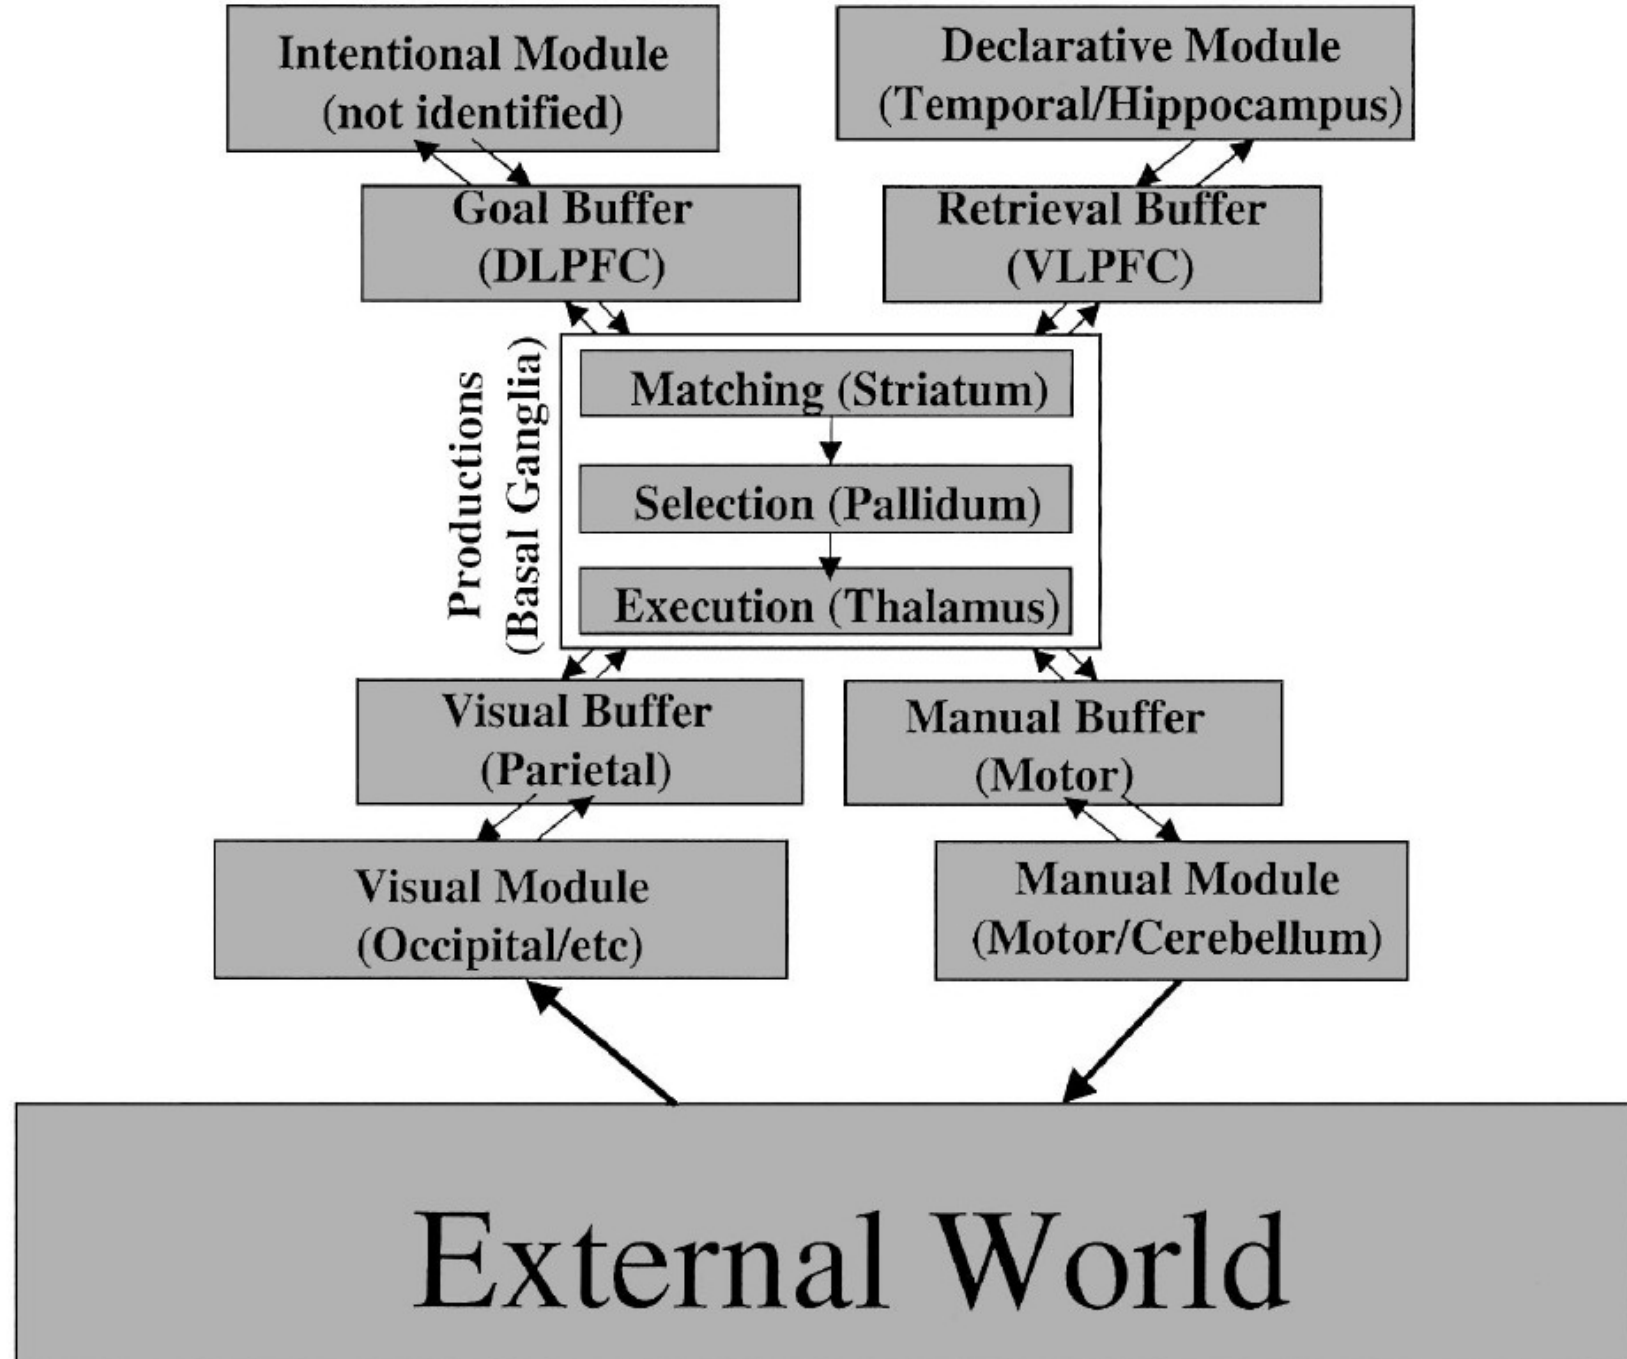 Intentional Module
(not identified)
Declarative Module
(Temporal/Hippocampus)
Goal Buffer
(DLPFC)
Retrieval Buffer
(VLPFC)
Productions
(Basal Ganglia)
Matching (Striatum)
Selection (Pallidum)
Execution (Thalamus)
Visual Buffer
(Parietal)
Manual Buffer
(Motor)
Visual Module
(Occipital/etc)
Manual Module
(Motor/Cerebellum)
External World